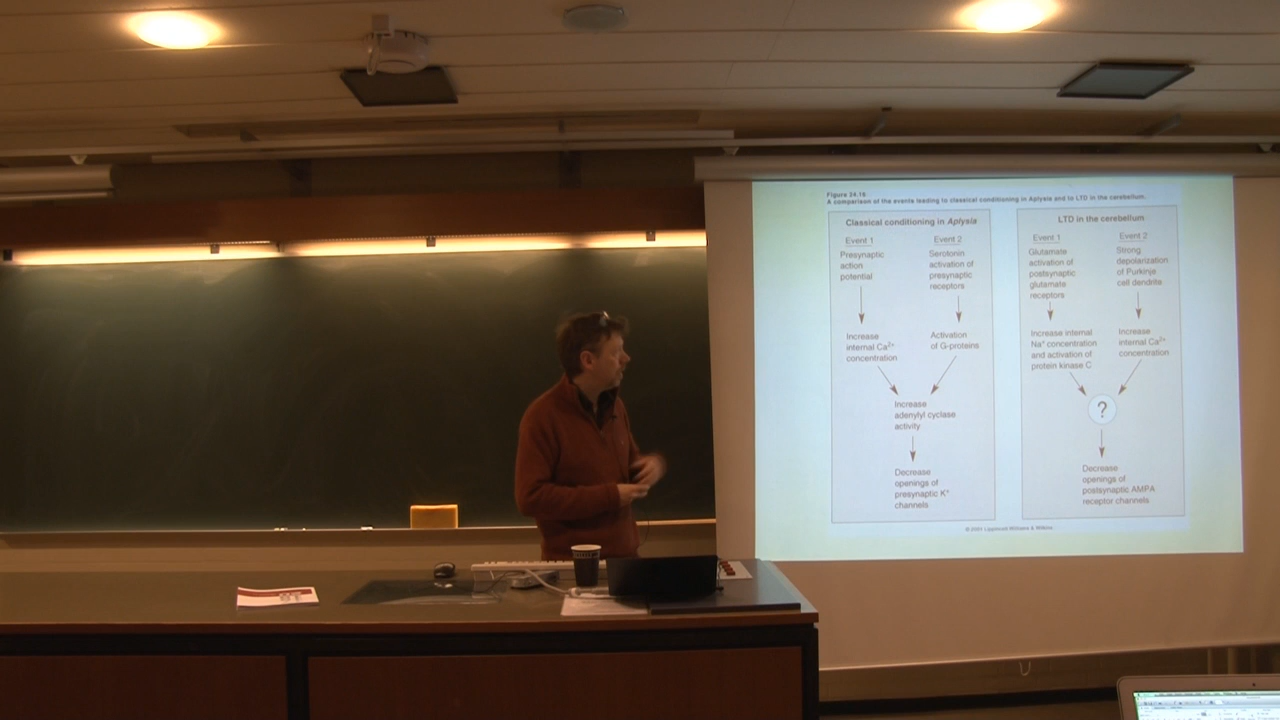 Figure 24.16
A comparison of the events leading to classical conditioning in Aplysia and to LTD in the cerebellum.
Classical conditioning in Aplysia
Event 1
Presynaptic
action
potential
Event 2
Serotonin
activation of
presynaptic
receptors
Increase
internal Ca²⁺
concentration
Activation
of G-proteins
Increase
adenylyl cyclase
activity
Decrease
openings of
presynaptic K⁺
channels
LTD in the cerebellum
Event 1
Glutamate
activation of
postsynaptic
glutamate
receptors
Event 2
Strong
depolarization
of Purkinje
cell dendrite
Increase internal
Na⁺ concentration
and activation of
protein kinase C
Increase
internal Ca²⁺
concentration
?
Decrease
openings of
postsynaptic AMPA
receptor channels
© 2001 Lippincott Williams & Wilkins